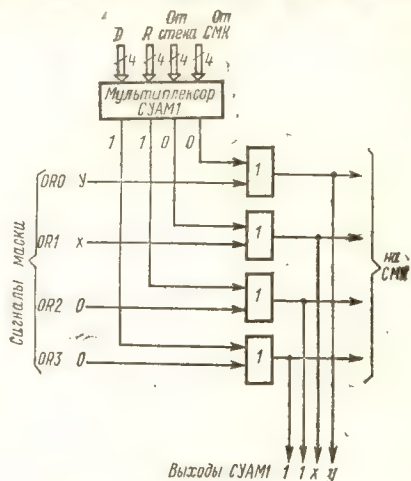 D R От стека От СМК
4 4 4 4
Мультиплексор
СУАМ1
1 1 0 0
Сигналы маски
OR0 У 1
OR1 X 1
OR2 0 1
OR3 0 1
на СМК
Выходы СУАМ1 1 1 X У